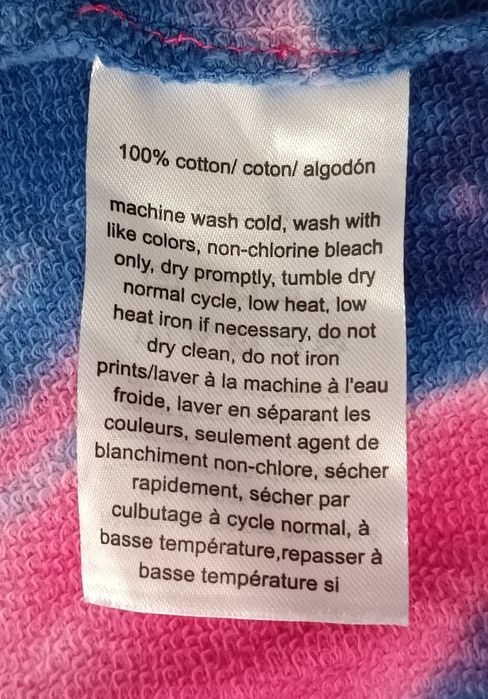 100% cotton/ coton/ algodón
machine wash cold, wash with
like colors, non-chlorine bleach
only, dry promptly, tumble dry
normal cycle, low heat, low
heat iron if necessary, do not
dry clean, do not iron
prints/laver à la machine à l'eau
froide, laver en séparant les
couleurs, seulement agent de
blanchiment non-chlore, sécher
rapidement, sécher par
culbutage à cycle normal, à
basse température,repasser à
basse température si